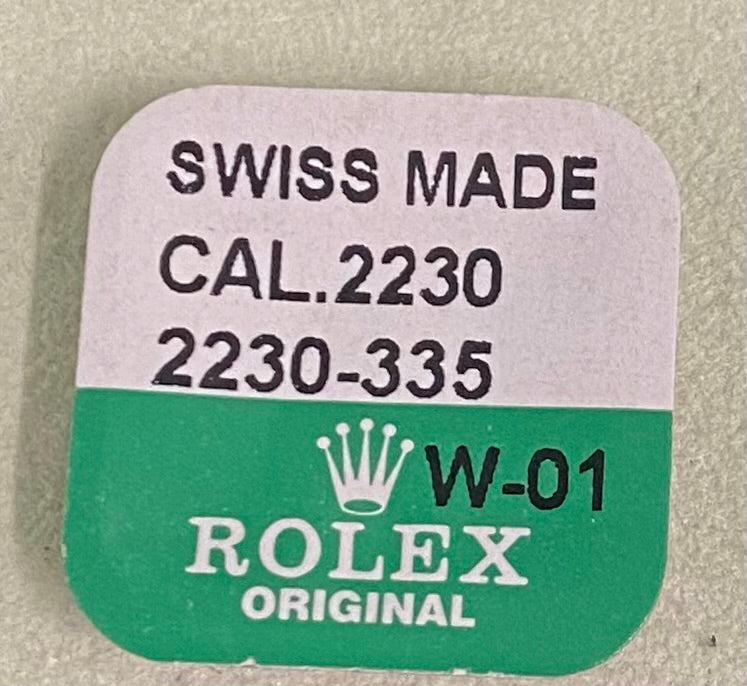 SWISS MADE
CAL.2230
2230-335
W-01
ROLEX
ORIGINAL